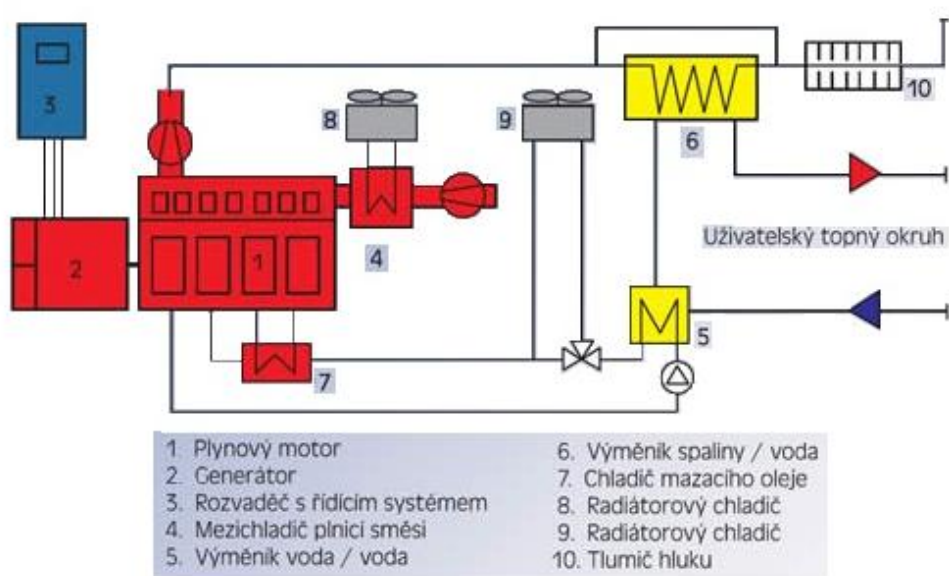 3
8
9
10
6
1
2
4
Uživatelský topný okruh
5
7
1. Plynový motor
2. Generátor
3. Rozvaděč s řídícím systémem
4. Mezichladič plnicí směsi
5. Výměník voda / voda
6. Výměník spaliny / voda
7. Chladič mazacího oleje
8. Radiátorový chladič
9. Radiátorový chladič
10. Tlumič hluku